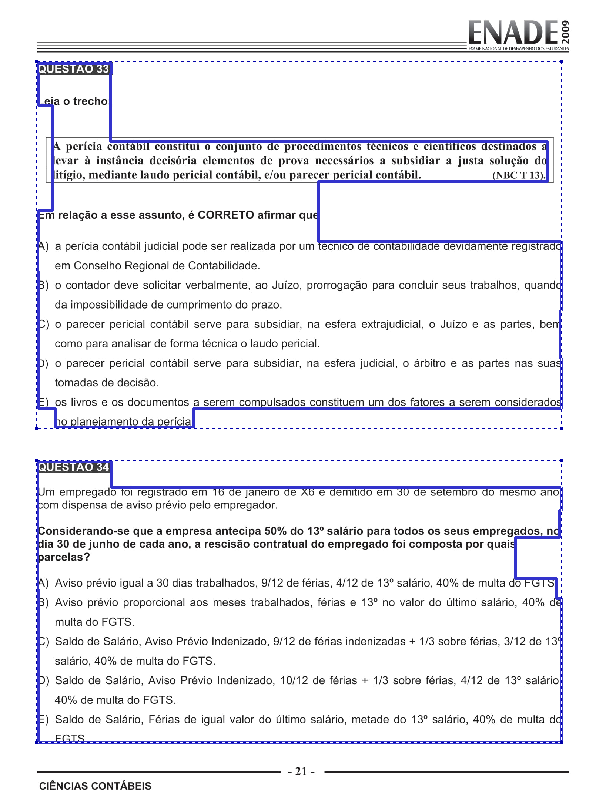 ENADE 2009
EXAME NACIONAL DE DESEMPENHO DOS ESTUDANTES
QUESTÃO 33
Leia o trecho
A perícia contábil constitui o conjunto de procedimentos técnicos e científicos destinados a
levar à instância decisória elementos de prova necessários a subsidiar a justa solução do
litígio, mediante laudo pericial contábil, e/ou parecer pericial contábil. (NBC T 13).
Em relação a esse assunto, é CORRETO afirmar que
A) a perícia contábil judicial pode ser realizada por um técnico de contabilidade devidamente registrado
em Conselho Regional de Contabilidade.
B) o contador deve solicitar verbalmente, ao Juízo, prorrogação para concluir seus trabalhos, quando
da impossibilidade de cumprimento do prazo.
C) o parecer pericial contábil serve para subsidiar, na esfera extrajudicial, o Juízo e as partes, bem
como para analisar de forma técnica o laudo pericial.
D) o parecer pericial contábil serve para subsidiar, na esfera judicial, o árbitro e as partes nas suas
tomadas de decisão.
E) os livros e os documentos a serem compulsados constituem um dos fatores a serem considerados
no planejamento da perícia
QUESTÃO 34
Um empregado foi registrado em 16 de janeiro de X6 e demitido em 30 de setembro do mesmo ano
com dispensa de aviso prévio pelo empregador.
Considerando-se que a empresa antecipa 50% do 13º salário para todos os seus empregados, no
dia 30 de junho de cada ano, a rescisão contratual do empregado foi composta por quais
parcelas?
A) Aviso prévio igual a 30 dias trabalhados, 9/12 de férias, 4/12 de 13º salário, 40% de multa do FGTS
B) Aviso prévio proporcional aos meses trabalhados, férias e 13º no valor do último salário, 40% de
multa do FGTS.
C) Saldo de Salário, Aviso Prévio Indenizado, 9/12 de férias indenizadas + 1/3 sobre férias, 3/12 de 13º
salário, 40% de multa do FGTS.
D) Saldo de Salário, Aviso Prévio Indenizado, 10/12 de férias + 1/3 sobre férias, 4/12 de 13º salário
40% de multa do FGTS.
E) Saldo de Salário, Férias de igual valor do último salário, metade do 13º salário, 40% de multa do
FGTS
- 21 -
CIÊNCIAS CONTÁBEIS